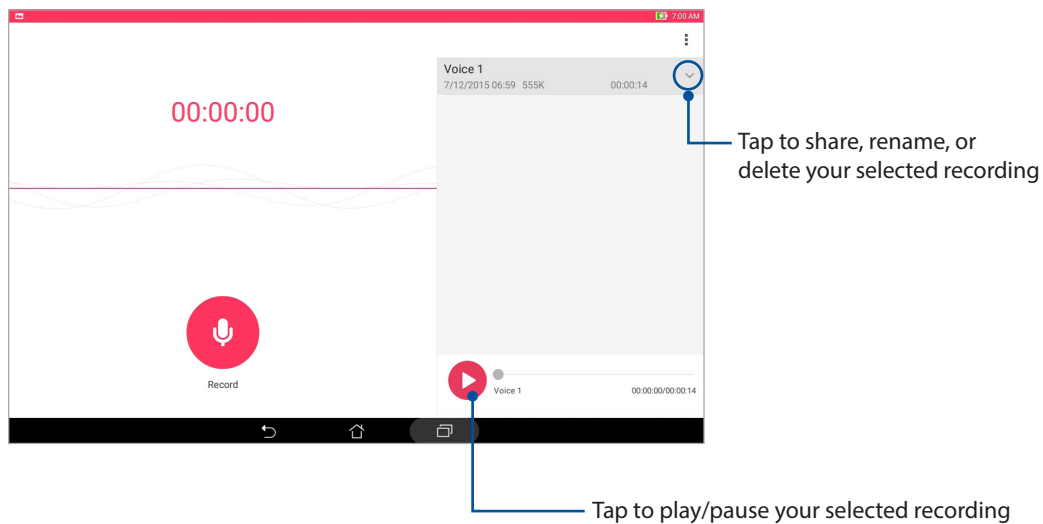 7:00 AM
Voice 1
7/12/2015 06:59 555K 00:00:14
00:00:00
Tap to share, rename, or
delete your selected recording
Record
Voice 1 00:00:00/00:00:14
Tap to play/pause your selected recording